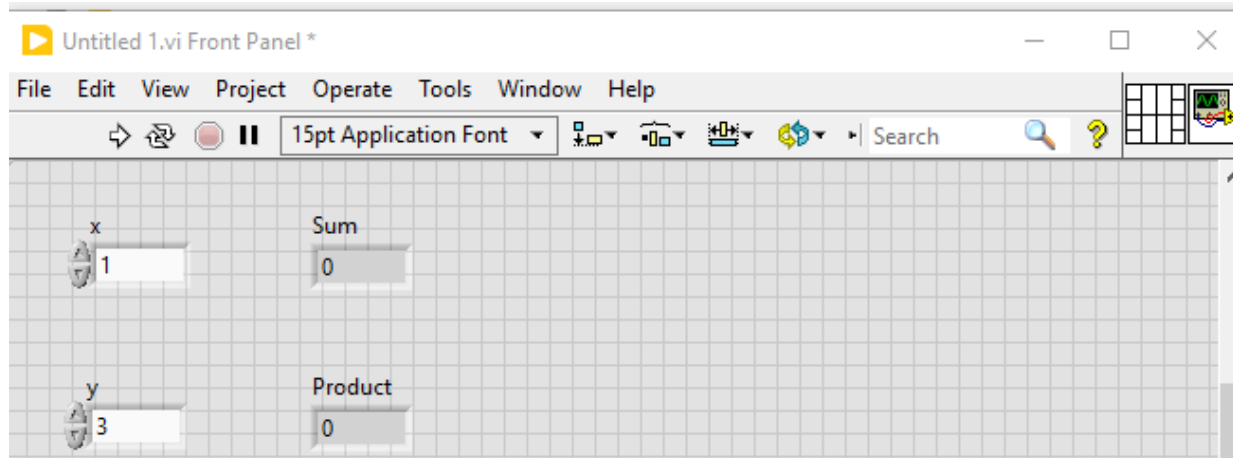 Untitled 1.vi Front Panel *
File Edit View Project Operate Tools Window Help
15pt Application Font Search
x Sum
1 0
y Product
3 0